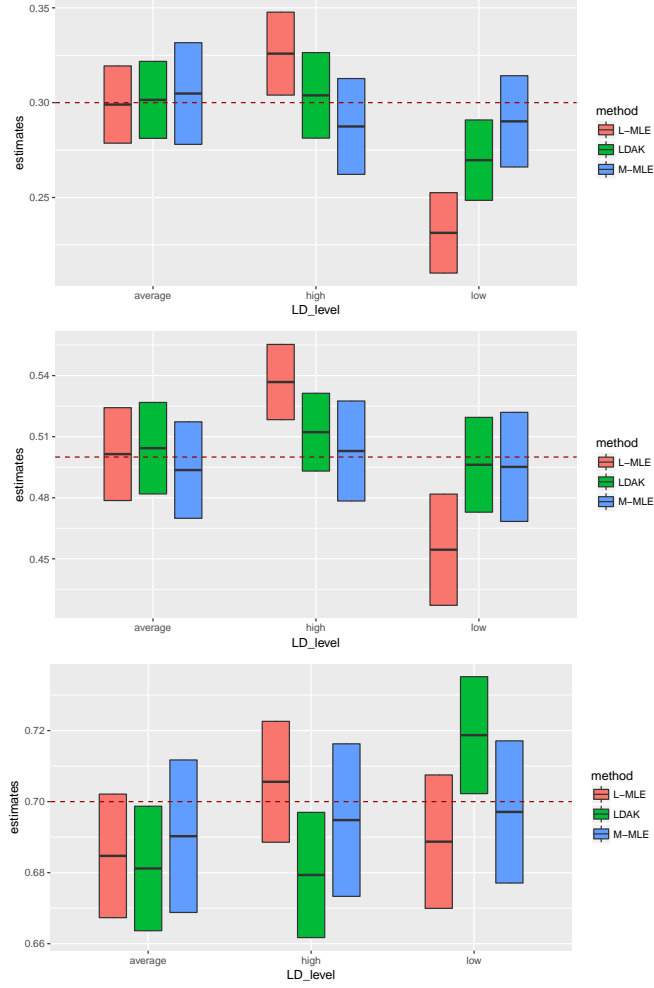 0.35
0.30
0.25
estimates
average high low
LD_level
method
L−MLE
LDAK
M−MLE
0.54
0.51
0.48
0.45
estimates
average high low
LD_level
method
L−MLE
LDAK
M−MLE
0.72
0.70
0.68
0.66
estimates
average high low
LD_level
method
L−MLE
LDAK
M−MLE